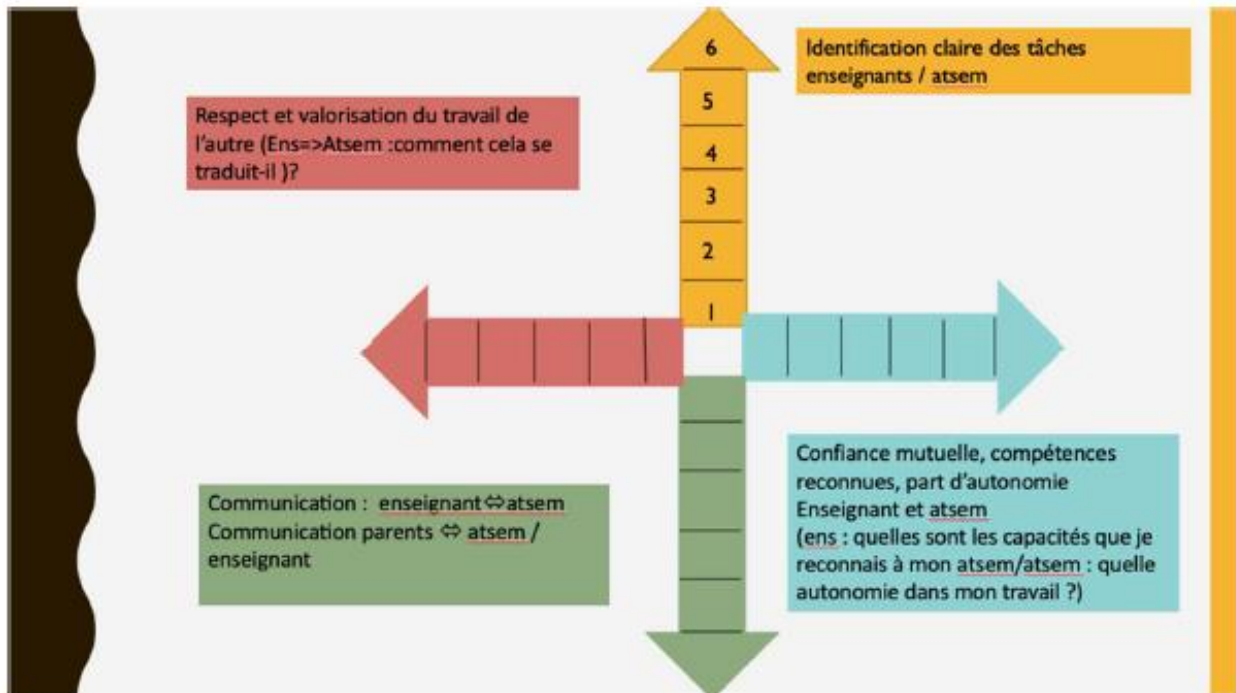 6
Identification claire des tâches
enseignants / atsem
5
Respect et valorisation du travail de
l'autre (Ens=>Atsem :comment cela se
traduit-il )?
4
3
2
1
Communication : enseignant⇔atsem
Communication parents ⇔ atsem /
enseignant
Confiance mutuelle, compétences
reconnues, part d'autonomie
Enseignant et atsem
(ens : quelles sont les capacités que je
reconnais à mon atsem/atsem : quelle
autonomie dans mon travail ?)